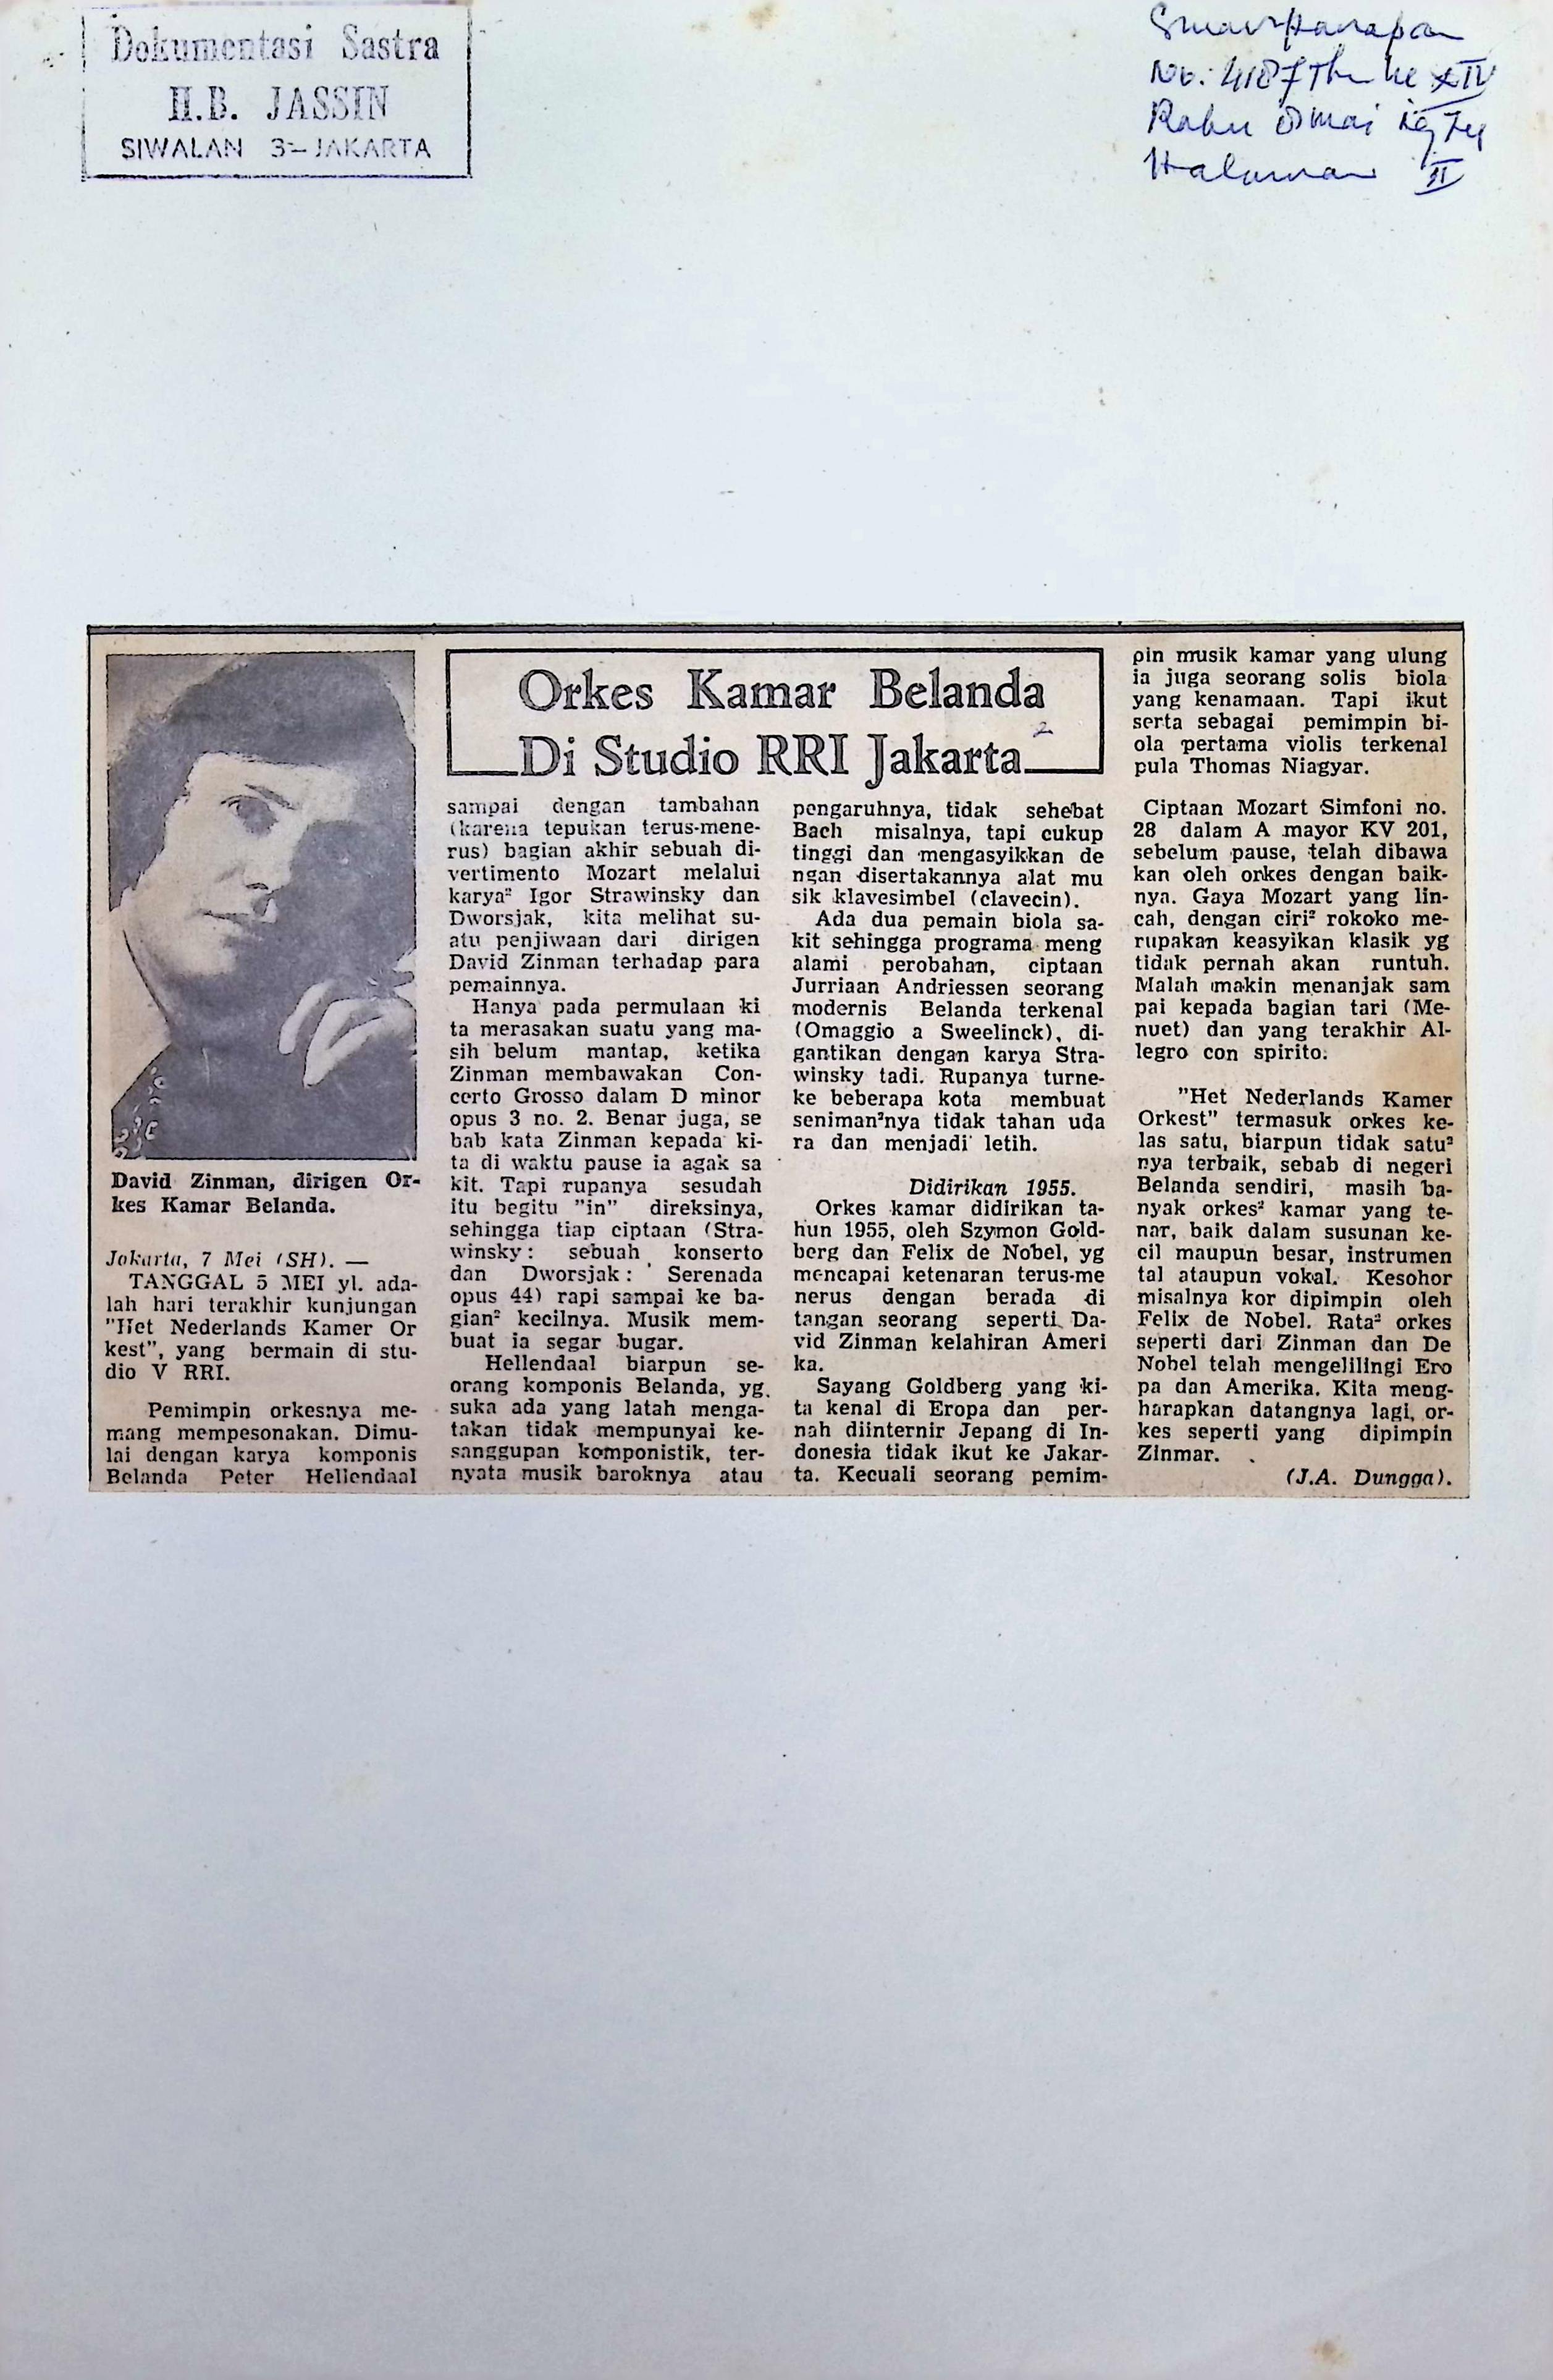 Dokumentasi Sastra
H.B. JASSIN
SIWALAN 3 – JAKARTA
Sinar Harapan
No: 4187 Th ke XIV
Rabu 8 Mai 1974
Halaman II
Orkes Kamar Belanda
Di Studio RRI Jakarta
2
David Zinman, dirigen Or-
kes Kamar Belanda.
Jakarta, 7 Mei (SH). —
TANGGAL 5 MEI yl. ada-
lah hari terakhir kunjungan
"Het Nederlands Kamer Or
kest", yang bermain di stu-
dio V RRI.
Pemimpin orkesnya me-
mang mempesonakan. Dimu-
lai dengan karya komponis
Belanda Peter Hellendaal
sampai dengan tambahan
(karena tepukan terus-mene-
rus) bagian akhir sebuah di-
vertimento Mozart melalui
karya² Igor Strawinsky dan
Dworsjak, kita melihat su-
atu penjiwaan dari dirigen
David Zinman terhadap para
pemainnya.
Hanya pada permulaan ki
ta merasakan suatu yang ma-
sih belum mantap, ketika
Zinman membawakan Con-
certo Grosso dalam D minor
opus 3 no. 2. Benar juga, se
bab kata Zinman kepada ki-
ta di waktu pause ia agak sa
kit. Tapi rupanya sesudah
itu begitu "in" direksinya,
sehingga tiap ciptaan (Stra-
winsky: sebuah konserto
dan Dworsjak: Serenada
opus 44) rapi sampai ke ba-
gian² kecilnya. Musik mem-
buat ia segar bugar.
Hellendaal biarpun se-
orang komponis Belanda, yg.
suka ada yang latah menga-
takan tidak mempunyai ke-
sanggupan komponistik, ter-
nyata musik baroknya atau
pengaruhnya, tidak sehebat
Bach misalnya, tapi cukup
tinggi dan mengasyikkan de
ngan disertakannya alat mu
sik klavesimbel (clavecin).
Ada dua pemain biola sa-
kit sehingga programa meng
alami perobahan, ciptaan
Jurriaan Andriessen seorang
modernis Belanda terkenal
(Omaggio a Sweelinck), di-
gantikan dengan karya Stra-
winsky tadi. Rupanya turne-
ke beberapa kota membuat
seniman²nya tidak tahan uda
ra dan menjadi letih.
Didirikan 1955.
Orkes kamar didirikan ta-
hun 1955, oleh Szymon Gold-
berg dan Felix de Nobel, yg
mencapai ketenaran terus-me
nerus dengan berada di
tangan seorang seperti Da-
vid Zinman kelahiran Ameri
ka.
Sayang Goldberg yang ki-
ta kenal di Eropa dan per-
nah diinternir Jepang di In-
donesia tidak ikut ke Jakar-
ta. Kecuali seorang pemim-
pin musik kamar yang ulung
ia juga seorang solis biola
yang kenamaan. Tapi ikut
serta sebagai pemimpin bi-
ola pertama violis terkenal
pula Thomas Niagyar.
Ciptaan Mozart Simfoni no.
28 dalam A mayor KV 201,
sebelum pause, telah dibawa
kan oleh orkes dengan baik-
nya. Gaya Mozart yang lin-
cah, dengan ciri² rokoko me-
rupakan keasyikan klasik yg
tidak pernah akan runtuh.
Malah makin menanjak sam
pai kepada bagian tari (Me-
nuet) dan yang terakhir Al-
legro con spirito.
"Het Nederlands Kamer
Orkest" termasuk orkes ke-
las satu, biarpun tidak satu²
nya terbaik, sebab di negeri
Belanda sendiri, masih ba-
nyak orkes² kamar yang te-
nar, baik dalam susunan ke-
cil maupun besar, instrumen
tal ataupun vokal. Kesohor
misalnya kor dipimpin oleh
Felix de Nobel. Rata² orkes
seperti dari Zinman dan De
Nobel telah mengelilingi Ero
pa dan Amerika. Kita meng-
harapkan datangnya lagi, or-
kes seperti yang dipimpin
Zinmar.
(J.A. Dungga).